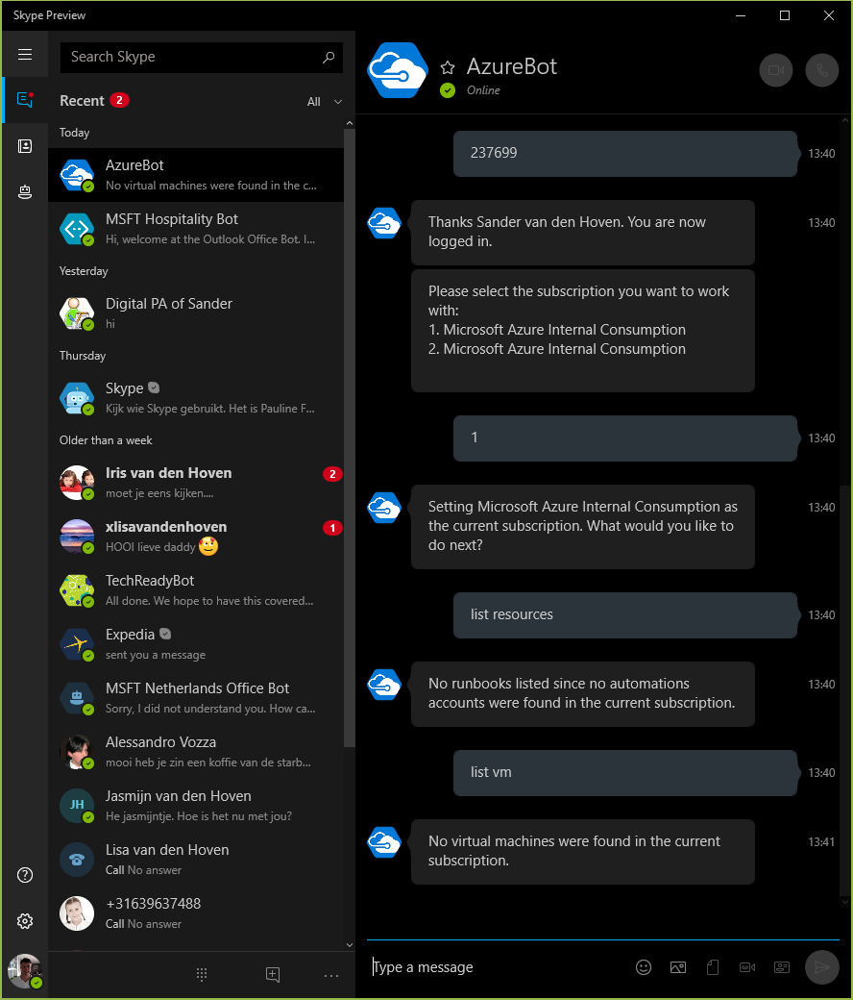 Skype Preview
Search Skype
Recent 2
All
Today
AzureBot
No virtual machines were found in the c...
MSFT Hospitality Bot
Hi, welcome at the Outlook Office Bot. I...
Yesterday
Digital PA of Sander
hi
Thursday
Skype
Kijk wie Skype gebruikt. Het is Pauline F...
Older than a week
Iris van den Hoven
2
moet je eens kijken....
xlisavandenhoven
1
HOOI lieve daddy
TechReadyBot
All done. We hope to have this covered...
Expedia
sent you a message
MSFT Netherlands Office Bot
Sorry, I did not understand you. How ca...
Alessandro Vozza
mooi heb je zin een koffie van de starb...
JH
Jasmijn van den Hoven
He jasmijntje. Hoe is het nu met jou?
Lisa van den Hoven
Call No answer
+31639637488
Call No answer
AzureBot
Online
237699
13:40
Thanks Sander van den Hoven. You are now
logged in.
13:40
Please select the subscription you want to work
with:
1. Microsoft Azure Internal Consumption
2. Microsoft Azure Internal Consumption
1
13:40
Setting Microsoft Azure Internal Consumption as
the current subscription. What would you like to
do next?
13:40
list resources
13:40
No runbooks listed since no automations
accounts were found in the current subscription.
13:40
list vm
13:40
No virtual machines were found in the current
subscription.
13:41
Type a message